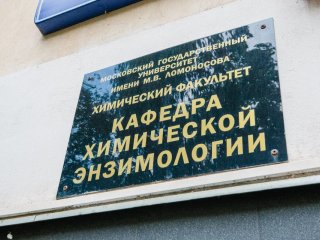 МОСКОВСКИЙ ГОСУДАРСТВЕННЫЙ
УНИВЕРСИТЕТ
ИМЕНИ М.В. ЛОМОНОСОВА
ХИМИЧЕСКИЙ ФАКУЛЬТЕТ
КАФЕДРА
ХИМИЧЕСКОЙ
ЭНЗИМОЛОГИИ